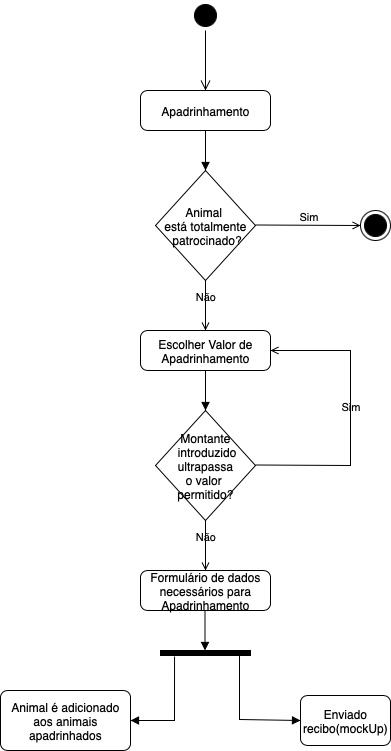 Apadrinhamento
Animal
está totalmente
patrocinado?
Sim
Não
Escolher Valor de
Apadrinhamento
Sim
Montante
introduzido
ultrapassa
o valor
permitido?
Não
Formulário de dados
necessários para
Apadrinhamento
Animal é adicionado
aos animais
apadrinhados
Enviado
recibo(mockUp)